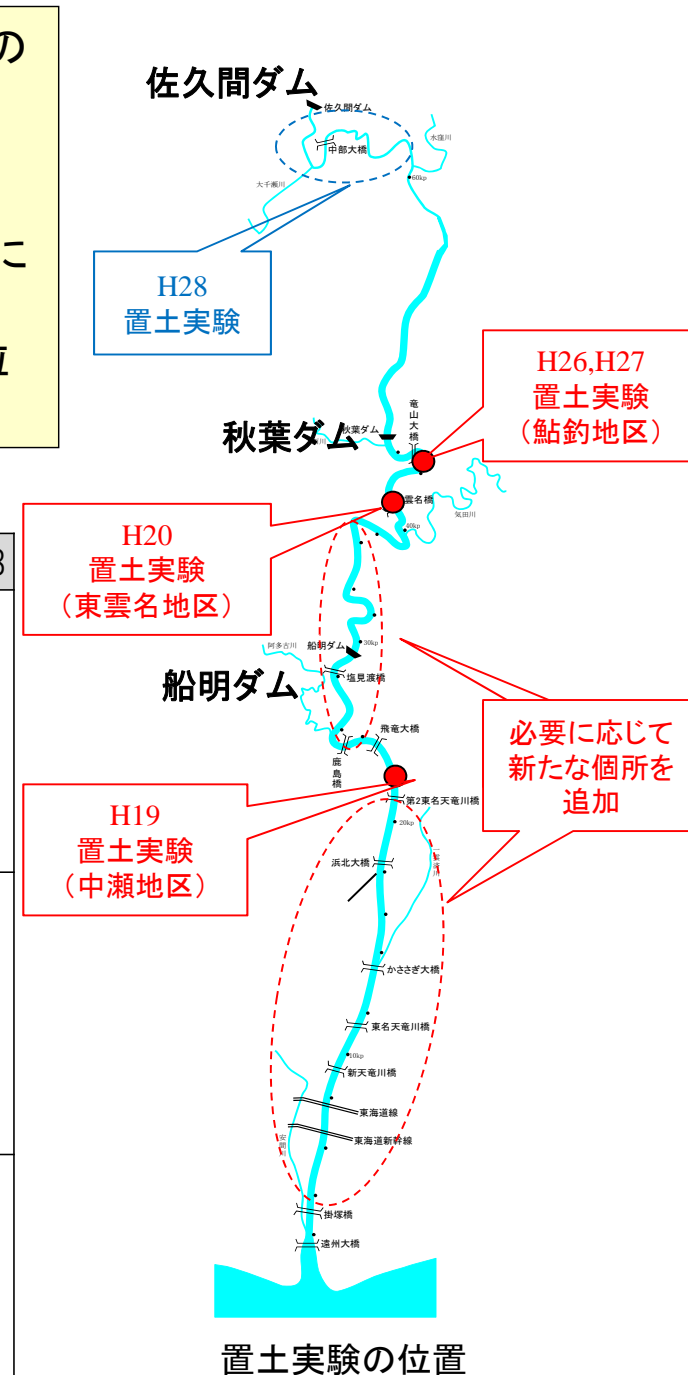 の
に
佐久間ダム
佐久間ダム
中部大橋
水窪川
大千瀬川
60kp
H28
置土実験
H26,H27
置土実験
(鮎釣地区)
竜山大橋
秋葉ダム
秋葉ダム
雲名橋
気田川
40kp
H20
置土実験
(東雲名地区)
3
阿多古川
船明ダム
30kp
塩見渡橋
船明ダム
飛竜大橋
鹿島橋
必要に応じて
新たな個所を
追加
H19
置土実験
(中瀬地区)
第2東名天竜川橋
20kp
浜北大橋
かささぎ大橋
東名天竜川橋
10kp
新天竜川橋
東海道線
東海道新幹線
安間川
掛塚橋
遠州大橋
置土実験の位置